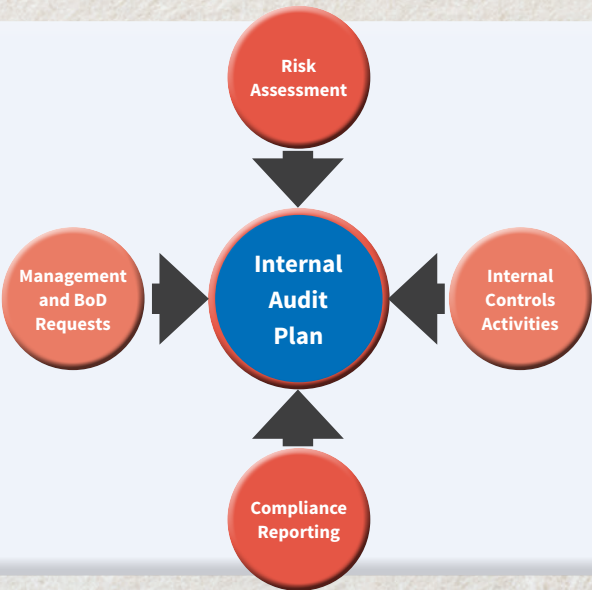 Risk
Assessment
Management
and BoD
Requests
Internal
Audit
Plan
Internal
Controls
Activities
Compliance
Reporting